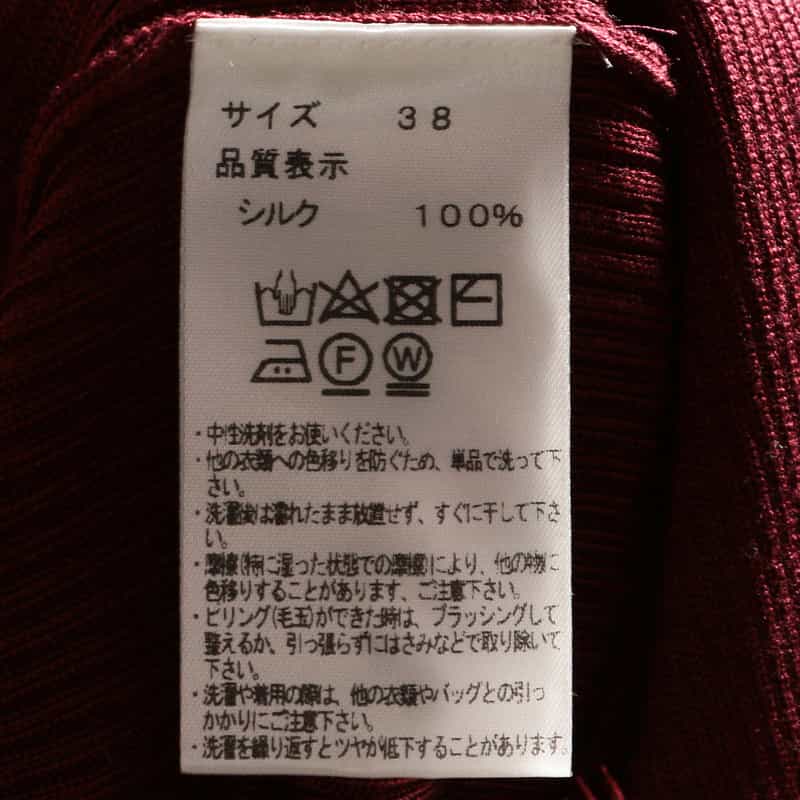 サイズ 38
品質表示
シルク 100%
F W
・中性洗剤をお使いください。
・他の衣類への色移りを防ぐため、単品で洗って下
さい。
・洗濯後は濡れたまま放置せず、すぐに干して下さ
い。
・摩擦(特に湿った状態での摩擦)により、他の物に
色移りすることがあります、ご注意下さい。
・ピリング(毛玉)ができた時は、ブラッシングして
整えるか、引っ張らずにはさみなどで取り除いて
下さい。
・洗濯や着用の際は、他の衣類やバッグとの引っ
かかりにご注意下さい。
・洗濯を繰り返すとツヤが低下することがあります。